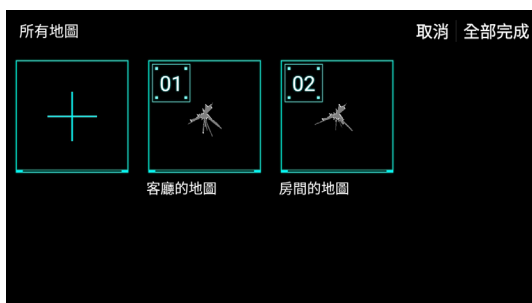 所有地圖
取消 全部完成
01
02
客廳的地圖
房間的地圖